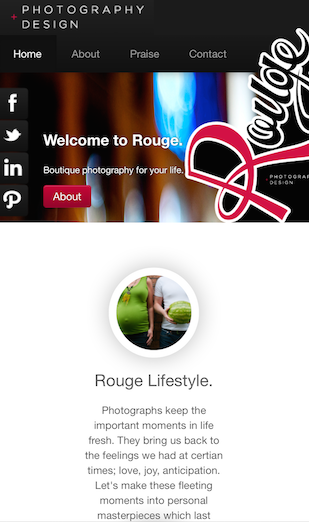 + PHOTOGRAPHY
DESIGN
Home About Praise Contact
Rouge
Welcome to Rouge.
Boutique photography for your life.
PHOTOGRA
DESIGN
About
Rouge Lifestyle.
Photographs keep the
important moments in life
fresh. They bring us back to
the feelings we had at certian
times; love, joy, anticipation.
Let's make these fleeting
moments into personal
masterpieces which last